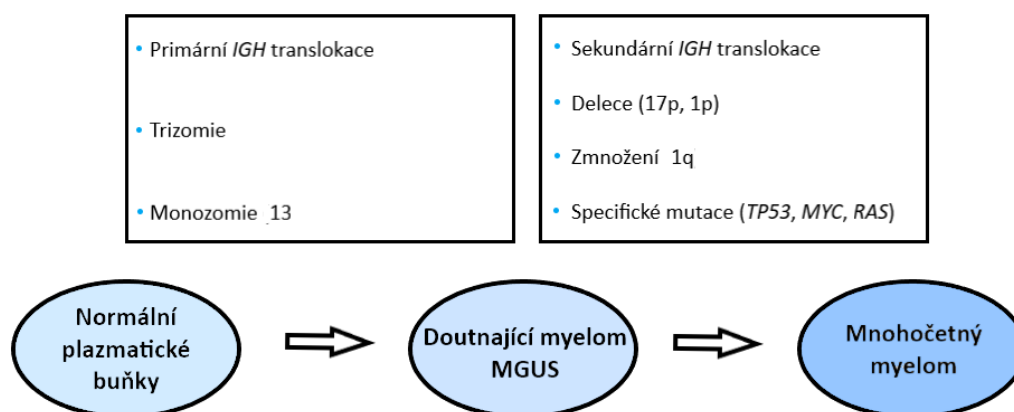 Primární IGH translokace
Trizomie
Monozomie 13
Sekundární IGH translokace
Delece (17p, 1p)
Zmnožení 1q
Specifické mutace (TP53, MYC, RAS)
Normální
plazmatické
buňky
Doutnající myelom
MGUS
Mnohočetný
myelom